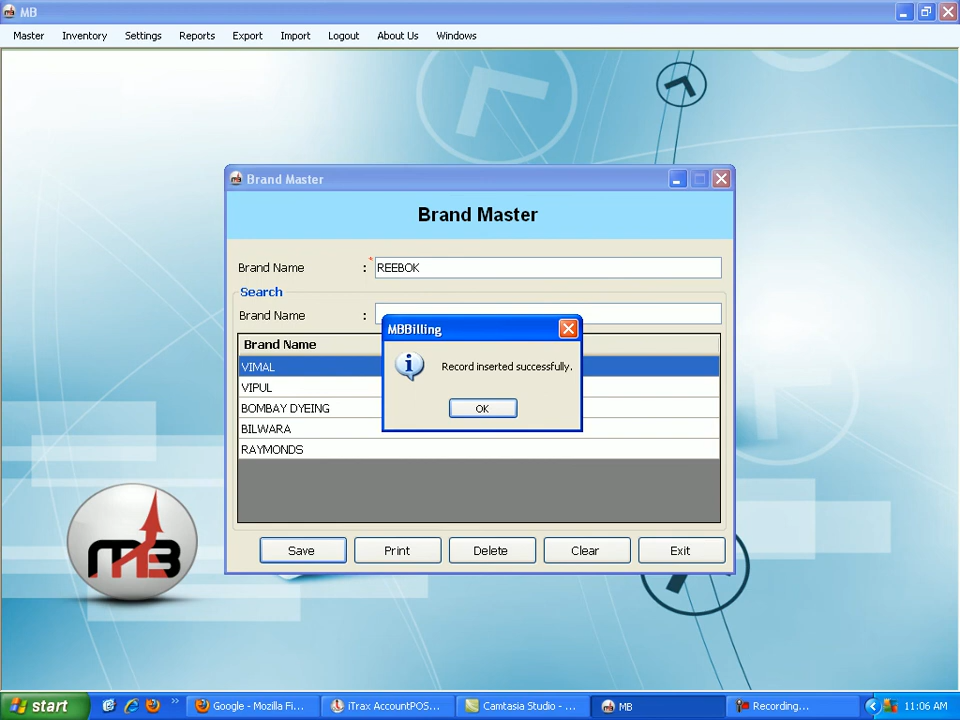 MB
Master Inventory Settings Reports Export Import Logout About Us Windows
Brand Master
Brand Master
Brand Name : * REEBOK
Search
Brand Name :
MBBilling
Record inserted successfully.
OK
Brand Name
VIMAL
VIPUL
BOMBAY DYEING
BILWARA
RAYMONDS
Save Print Delete Clear Exit
MB
start » Google - Mozilla Fi... iTrax AccountPOS... Camtasia Studio - ... MB Recording... 11:06 AM